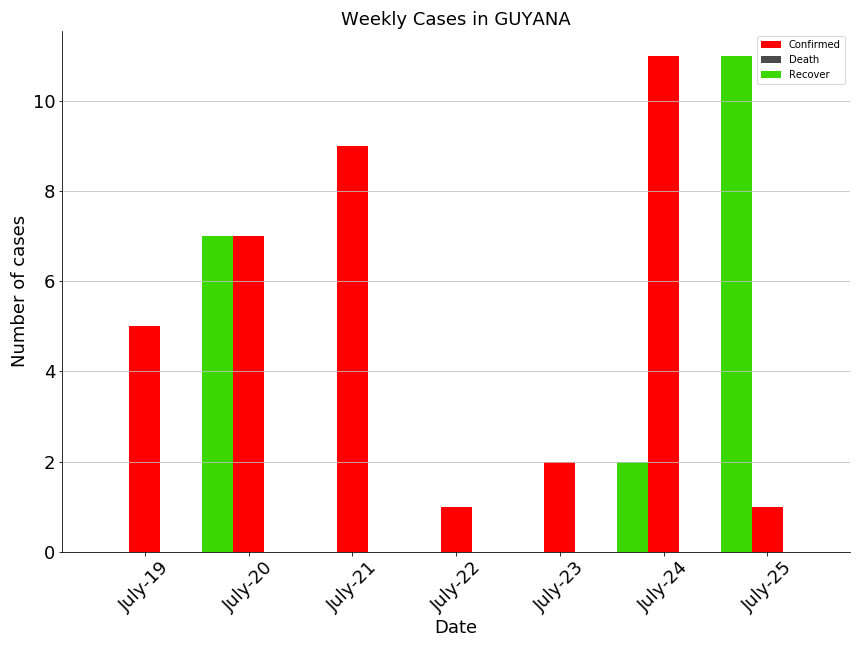 Weekly Cases in GUYANA
Confirmed
Death
Recover
Number of cases
10
8
6
4
2
0
July-19
July-20
July-21
July-22
July-23
July-24
July-25
Date